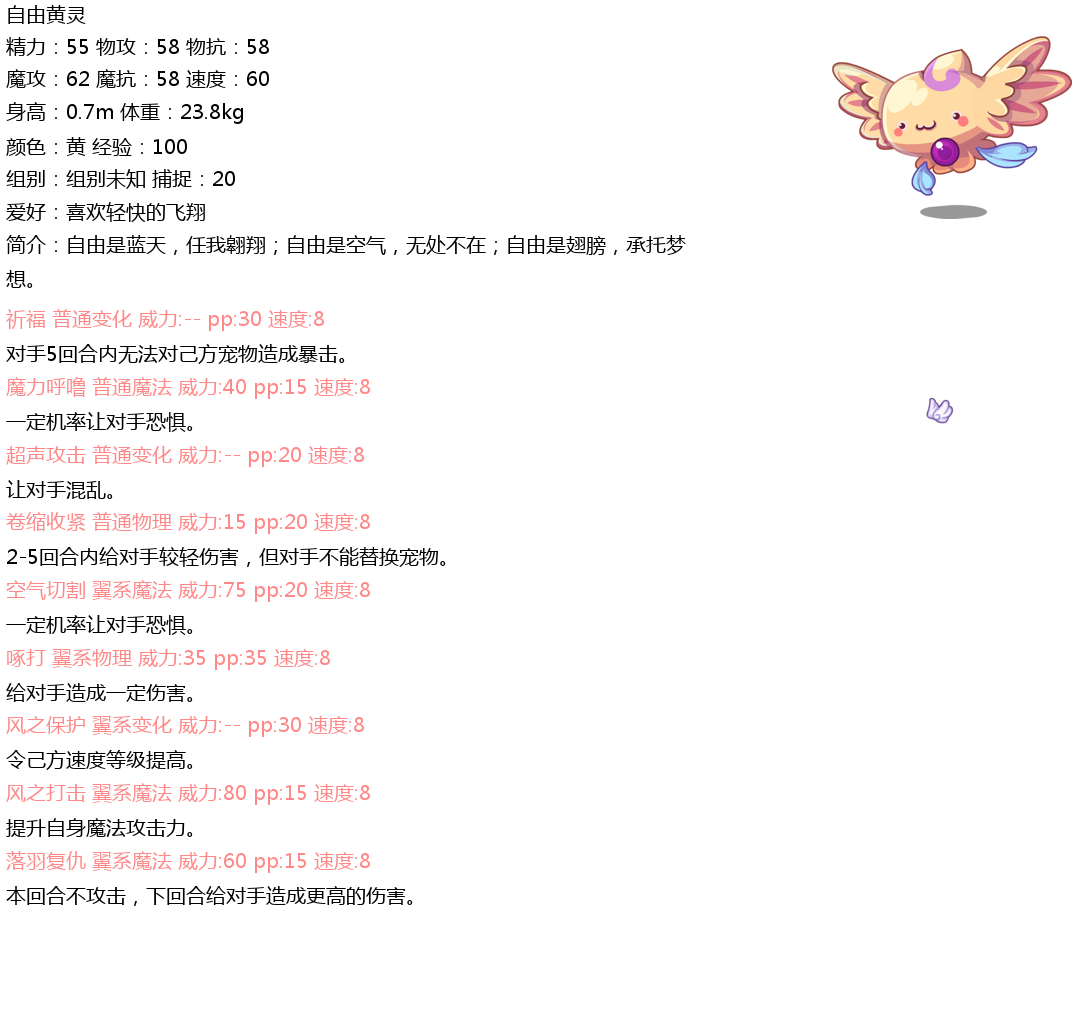 自由黄灵
精力：55 物攻：58 物抗：58
魔攻：62 魔抗：58 速度：60
身高：0.7m 体重：23.8kg
颜色：黄 经验：100
组别：组别未知 捕捉：20
爱好：喜欢轻快的飞翔
简介：自由是蓝天，任我翱翔；自由是空气，无处不在；自由是翅膀，承托梦
想。
祈福 普通变化 威力:-- pp:30 速度:8
对手5回合内无法对己方宠物造成暴击。
魔力呼噜 普通魔法 威力:40 pp:15 速度:8
一定机率让对手恐惧。
超声攻击 普通变化 威力:-- pp:20 速度:8
让对手混乱。
卷缩收紧 普通物理 威力:15 pp:20 速度:8
2-5回合内给对手较轻伤害，但对手不能替换宠物。
空气切割 翼系魔法 威力:75 pp:20 速度:8
一定机率让对手恐惧。
啄打 翼系物理 威力:35 pp:35 速度:8
给对手造成一定伤害。
风之保护 翼系变化 威力:-- pp:30 速度:8
令己方速度等级提高。
风之打击 翼系魔法 威力:80 pp:15 速度:8
提升自身魔法攻击力。
落羽复仇 翼系魔法 威力:60 pp:15 速度:8
本回合不攻击，下回合给对手造成更高的伤害。